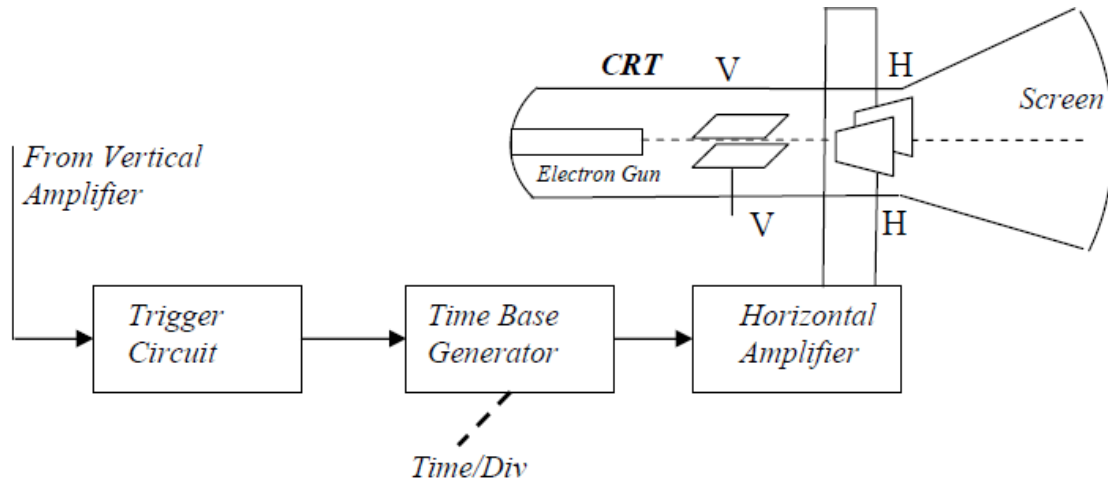 CRT
V
H
Screen
From Vertical
Amplifier
Electron Gun
V
H
Trigger
Circuit
Time Base
Generator
Horizontal
Amplifier
Time/Div